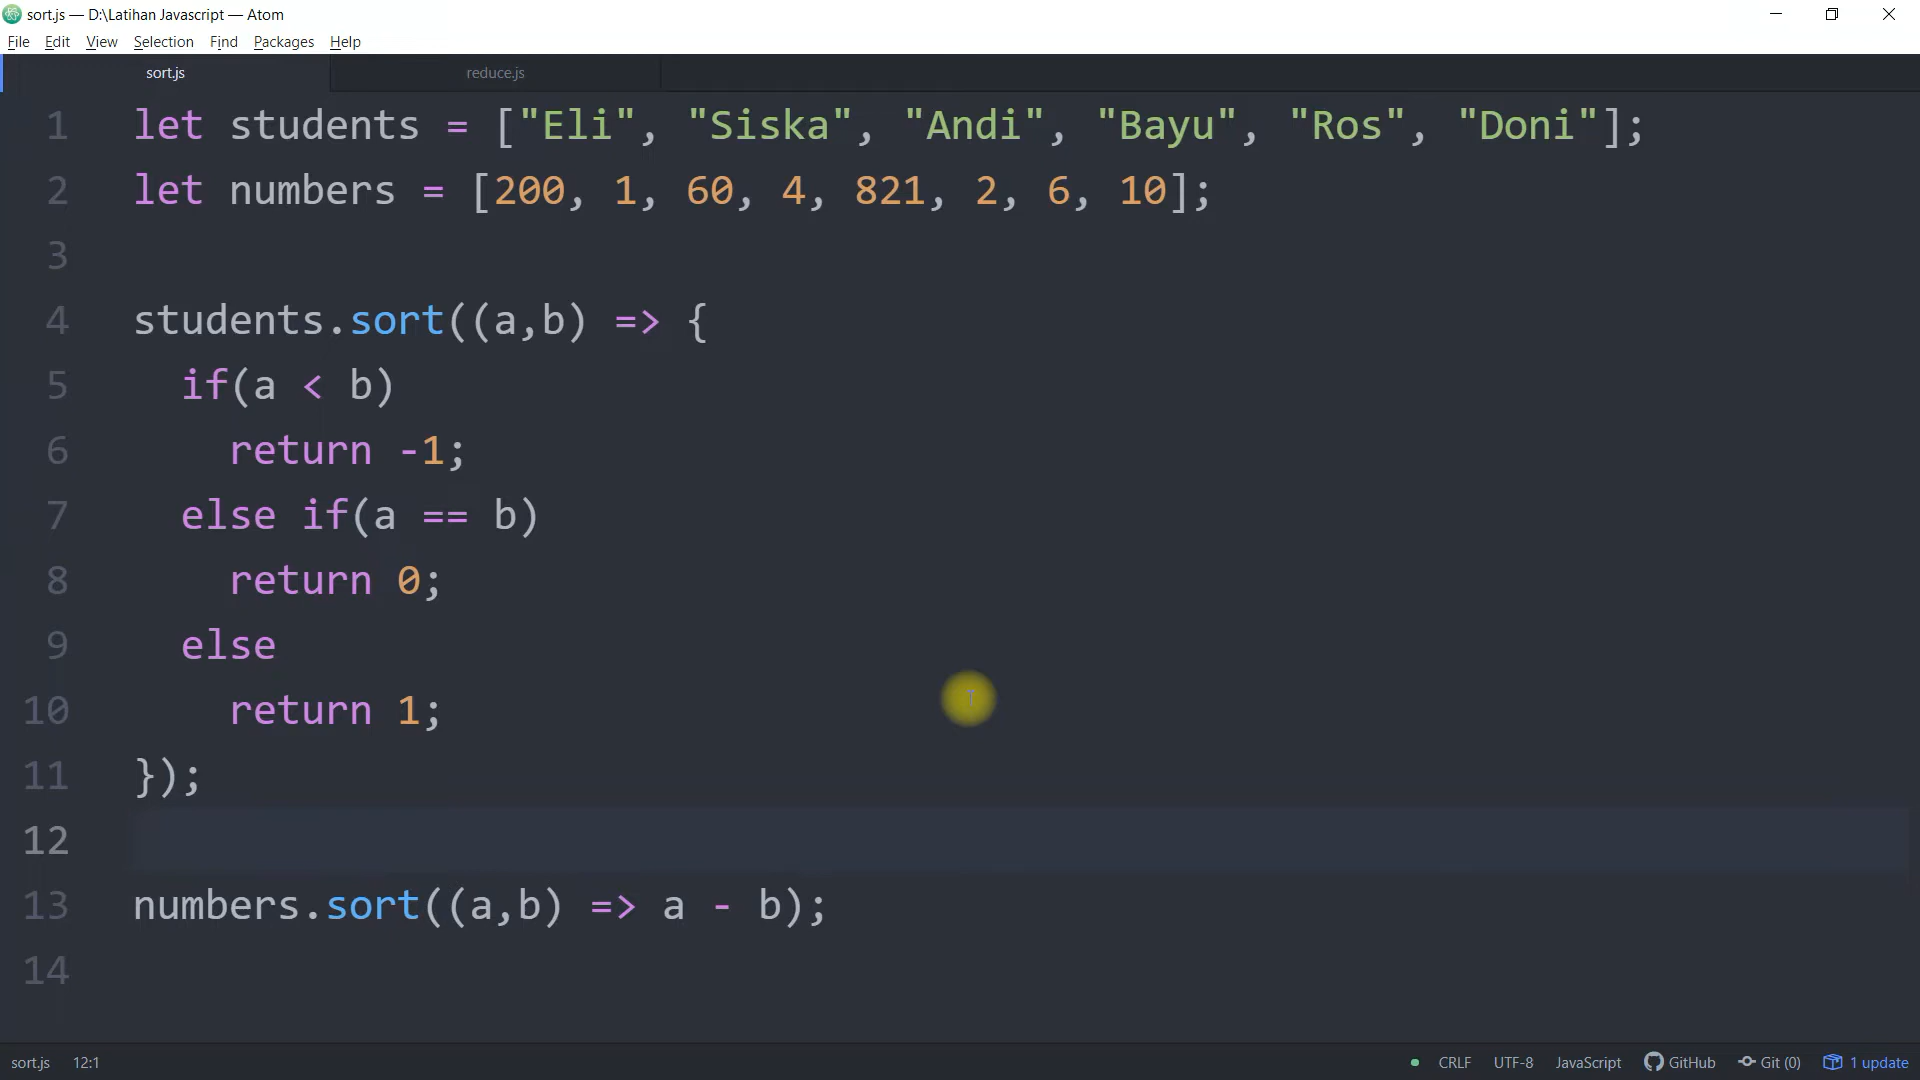 sort.js — D:\Latihan Javascript — Atom
File Edit View Selection Find Packages Help
sort.js reduce.js
1 let students = ["Eli", "Siska", "Andi", "Bayu", "Ros", "Doni"];
2 let numbers = [200, 1, 60, 4, 821, 2, 6, 10];
3
4 students.sort((a,b) => {
5 if(a < b)
6 return -1;
7 else if(a == b)
8 return 0;
9 else
10 return 1;
11 });
12
13 numbers.sort((a,b) => a - b);
14
sort.js 12:1 CRLF UTF-8 JavaScript GitHub Git (0) 1 update